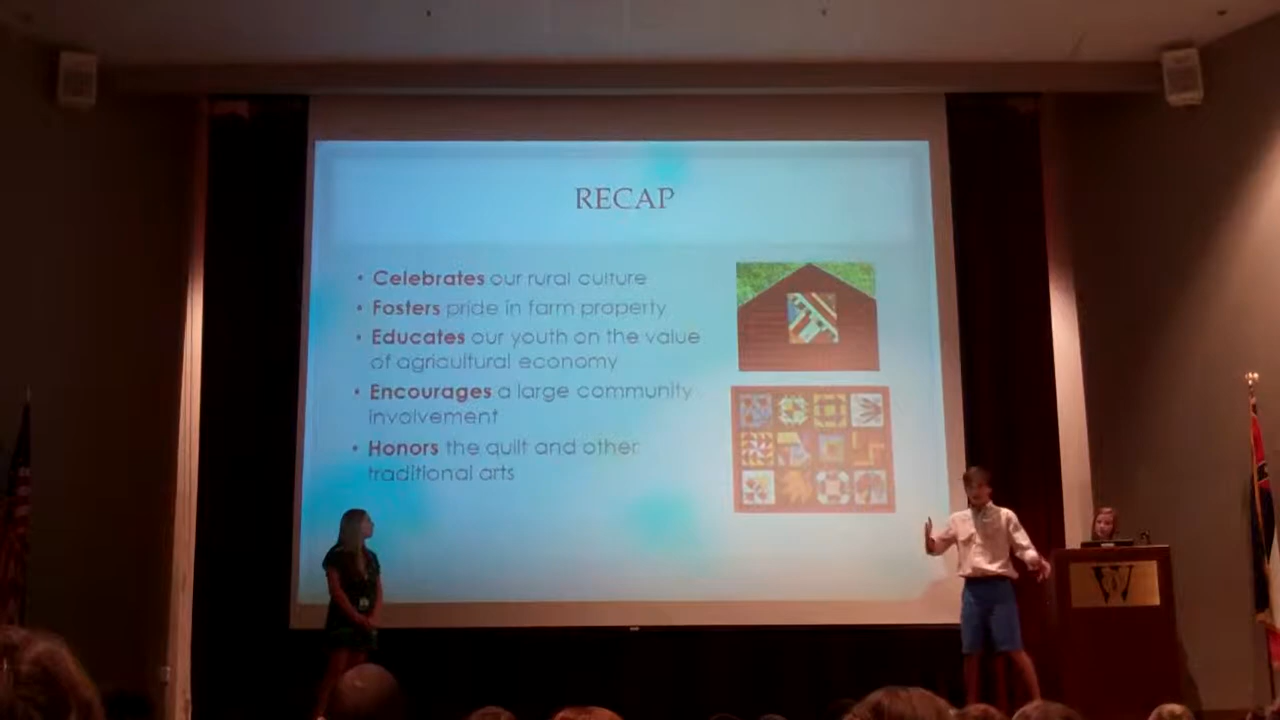 RECAP
• Celebrates our rural culture
• Fosters pride in farm property
• Educates our youth on the value
of agricultural economy
• Encourages a large community
involvement
• Honors the quilt and other
traditional arts
W